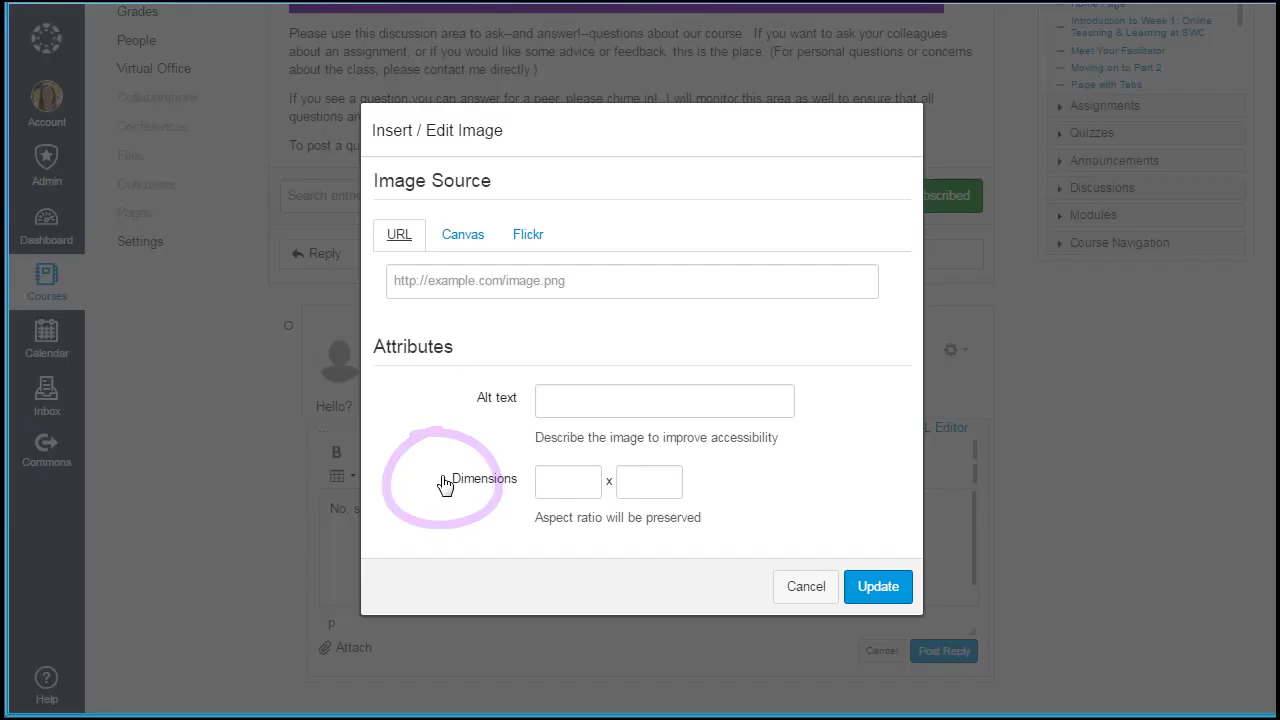 Grades
People
Virtual Office
Collaborations
Conferences
Files
Outcomes
Pages
Settings
Account
Admin
Dashboard
Courses
Calendar
Inbox
Commons
Help
Please use this discussion area to ask--and answer!--questions about our course. If you want to ask your colleagues
about an assignment, or if you would like some advice or feedback, this is the place. (For personal questions or concerns
about the class, please contact me directly.)
If you see a question you can answer for a peer, please chime in! I will monitor this area as well to ensure that all
questions
To post a
Search
Reply
Hello?
...
B
No,
p
Attach
Insert / Edit Image
Image Source
URL
Canvas
Flickr
http://example.com/image.png
Attributes
Alt text
Describe the image to improve accessibility
Dimensions
x
Aspect ratio will be preserved
Cancel
Update
Editor
Cancel
Post Reply
Home Page
Introduction to Week 1: Online
Teaching & Learning at SWC
Meet Your Facilitator
Moving on to Part 2
Page with Tabs
Assignments
Quizzes
Announcements
Discussions
Modules
Course Navigation